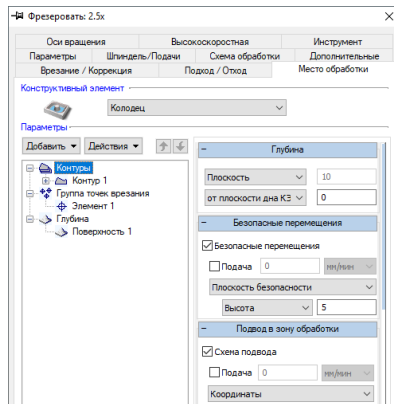 Фрезеровать: 2.5x
Оси вращения Высокоскоростная Инструмент
Параметры Шпиндель/Подачи Схема обработки Дополнительные
Врезание / Коррекция Подход / Отход Место обработки
Конструктивный элемент
Колодец
Параметры
Добавить Действия
Контуры
Контур 1
Группа точек врезания
Элемент 1
Глубина
Поверхность 1
Глубина
Плоскость 10
от плоскости дна КЭ 0
Безопасные перемещения
Безопасные перемещения
Подача 0 мм/мин
Плоскость безопасности
Высота 5
Подвод в зону обработки
Схема подвода
Подача 0 мм/мин
Координаты